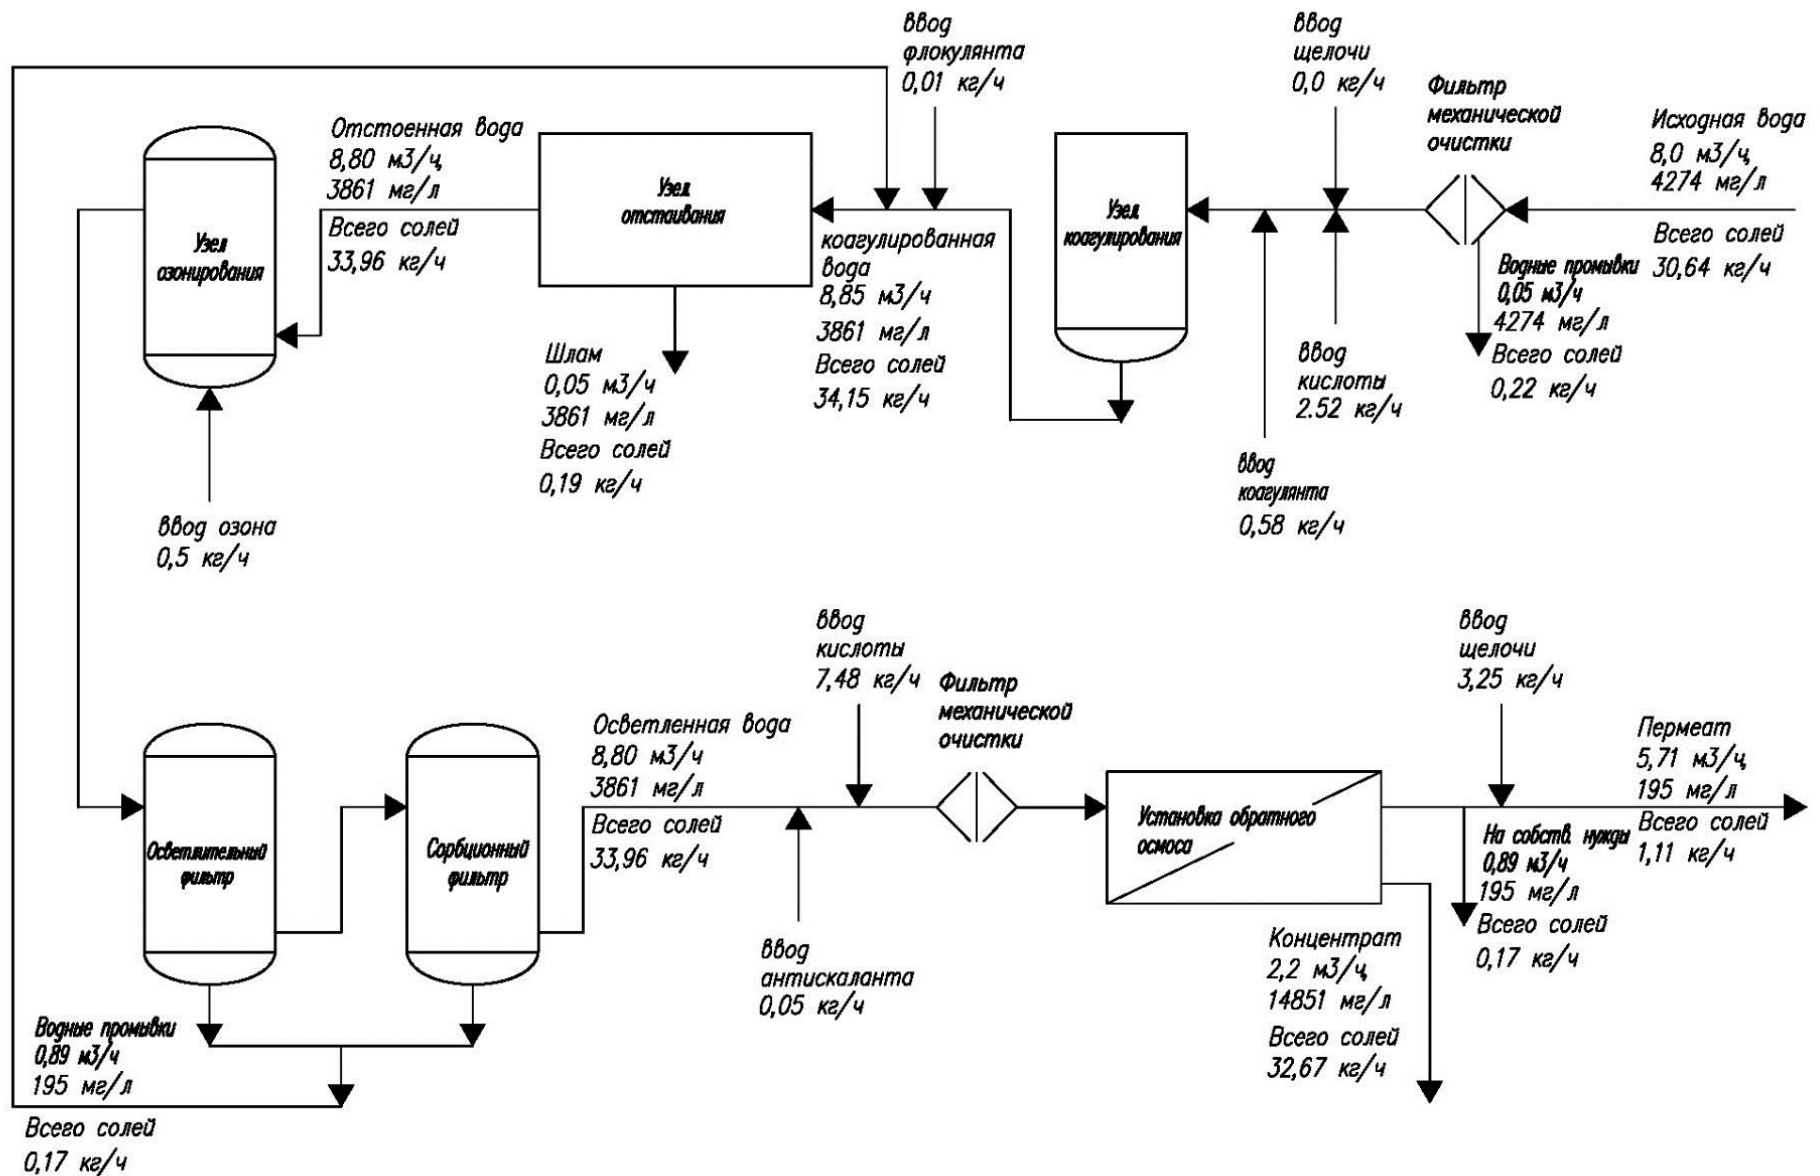 ввод
флокулянта
0,01 кг/ч
ввод
щелочи
0,0 кг/ч
Фильтр
механической
очистки
Исходная вода
8,0 м3/ч,
4274 мг/л
Всего солей
30,64 кг/ч
Отстоенная вода
8,80 м3/ч,
3861 мг/л
Всего солей
33,96 кг/ч
Узел
озонирования
Узел
отстаивания
коагулированная
вода
8,85 м3/ч
3861 мг/л
Всего солей
34,15 кг/ч
Узел
коагулирования
Водные промывки
0,05 м3/ч
4274 мг/л
Всего солей
0,22 кг/ч
Шлам
0,05 м3/ч
3861 мг/л
Всего солей
0,19 кг/ч
ввод
кислоты
2.52 кг/ч
ввод
коагулянта
0,58 кг/ч
ввод озона
0,5 кг/ч
ввод
кислоты
7,48 кг/ч
Фильтр
механической
очистки
ввод
щелочи
3,25 кг/ч
Осветленная вода
8,80 м3/ч
3861 мг/л
Всего солей
33,96 кг/ч
Пермеат
5,71 м3/ч,
195 мг/л
Всего солей
1,11 кг/ч
Осветлительный
фильтр
Сорбционный
фильтр
Установка обратного
осмоса
На собств. нужды
0,89 м3/ч
195 мг/л
Всего солей
0,17 кг/ч
ввод
антискаланта
0,05 кг/ч
Концентрат
2,2 м3/ч,
14851 мг/л
Всего солей
32,67 кг/ч
Водные промывки
0,89 м3/ч
195 мг/л
Всего солей
0,17 кг/ч